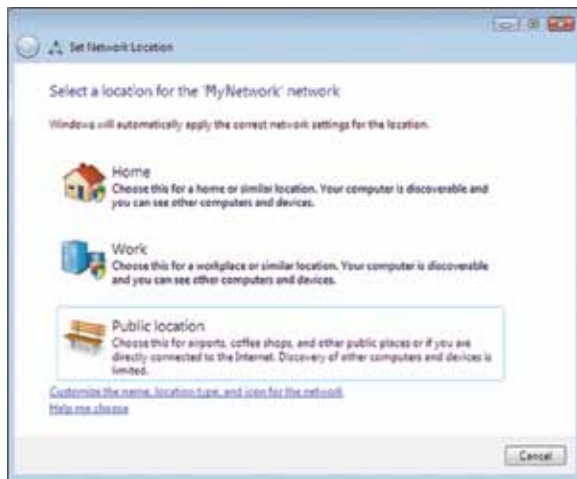 Set Network Location
Select a location for the 'MyNetwork' network
Windows will automatically apply the correct network settings for the location.
Home
Choose this for a home or similar location. Your computer is discoverable and
you can see other computers and devices.
Work
Choose this for a workplace or similar location. Your computer is discoverable
and you can see other computers and devices.
Public location
Choose this for airports, coffee shops, and other public places or if you are
directly connected to the Internet. Discovery of other computers and devices is
limited.
Customize the name, location type, and icon for the network
Help me choose
Cancel